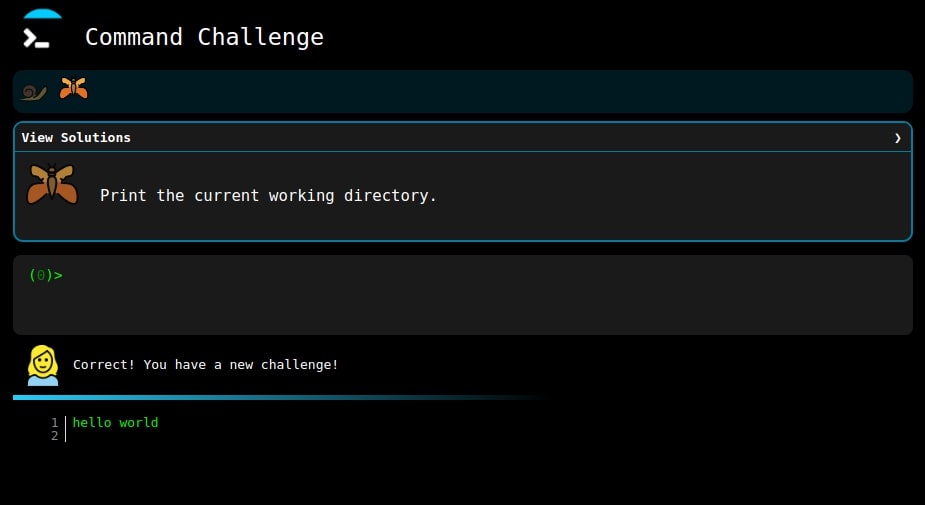 Command Challenge
View Solutions ❯
Print the current working directory.
(0)>
Correct! You have a new challenge!
1 hello world
2